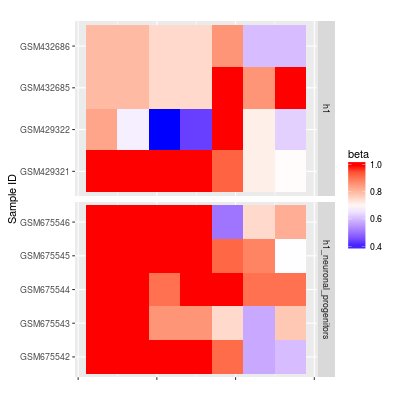 GSM432686
GSM432685
GSM429322
GSM429321
h1
GSM675546
GSM675545
GSM675544
GSM675543
GSM675542
h1_neuronal_progenitors
Sample ID
beta
1.0
0.8
0.6
0.4